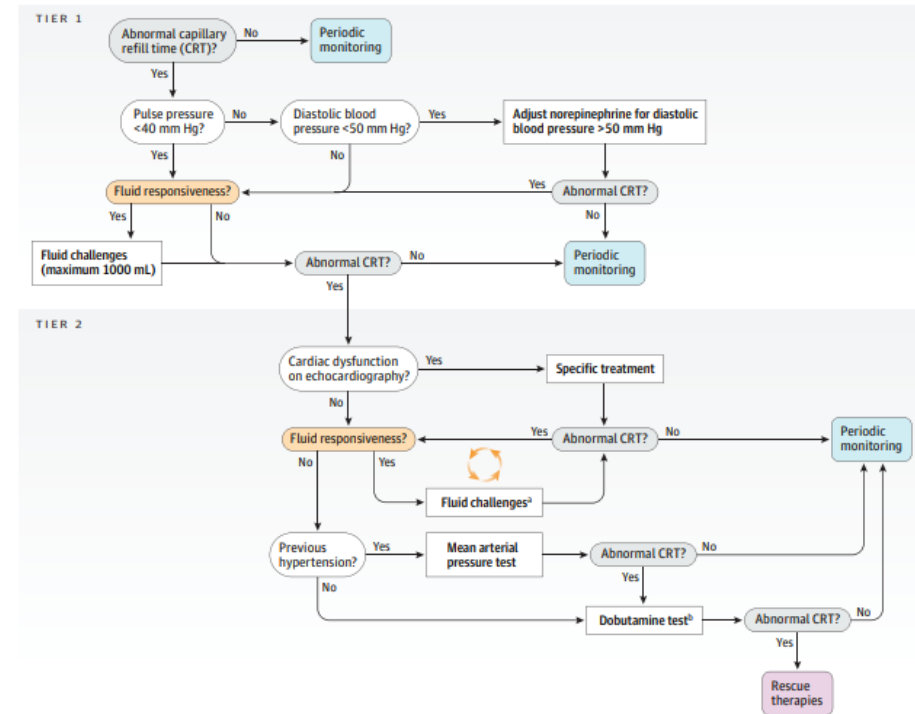 TIER 1
Abnormal capillary
refill time (CRT)?
No
Periodic
monitoring
Yes
Pulse pressure
<40 mm Hg?
No
Diastolic blood
pressure <50 mm Hg?
Yes
Adjust norepinephrine for diastolic
blood pressure >50 mm Hg
Yes
No
Fluid responsiveness?
Yes
Abnormal CRT?
Yes
No
No
Fluid challenges
(maximum 1000 mL)
Abnormal CRT?
No
Periodic
monitoring
Yes
TIER 2
Cardiac dysfunction
on echocardiography?
Yes
Specific treatment
No
Fluid responsiveness?
Yes
Abnormal CRT?
No
Periodic
monitoring
No
Yes
Fluid challengesᵃ
Previous
hypertension?
Yes
Mean arterial
pressure test
Abnormal CRT?
No
Yes
No
Dobutamine testᵇ
Abnormal CRT?
No
Yes
Rescue
therapies